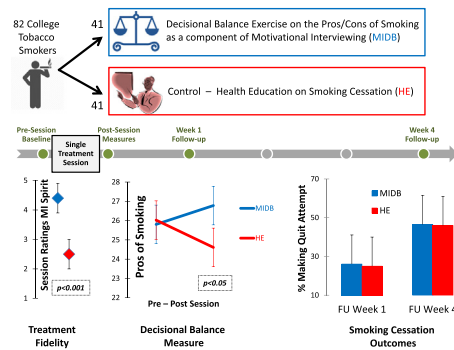 82 College
Tobacco
Smokers
41
Decisional Balance Exercise on the Pros/Cons of Smoking
as a component of Motivational Interviewing (MIDB)
41
Control – Health Education on Smoking Cessation (HE)
Pre-Session
Baseline
Single
Treatment
Session
Post-Session
Measures
Week 1
Follow-up
Week 4
Follow-up
Session Ratings MI Spirit
5
4
3
2
1
p<0.001
Treatment
Fidelity
Pros of Smoking
28
27
26
25
24
23
22
MIDB
HE
p<0.05
Pre – Post Session
Decisional Balance
Measure
% Making Quit Attempt
70
50
30
10
MIDB
HE
FU Week 1
FU Week 4
Smoking Cessation
Outcomes